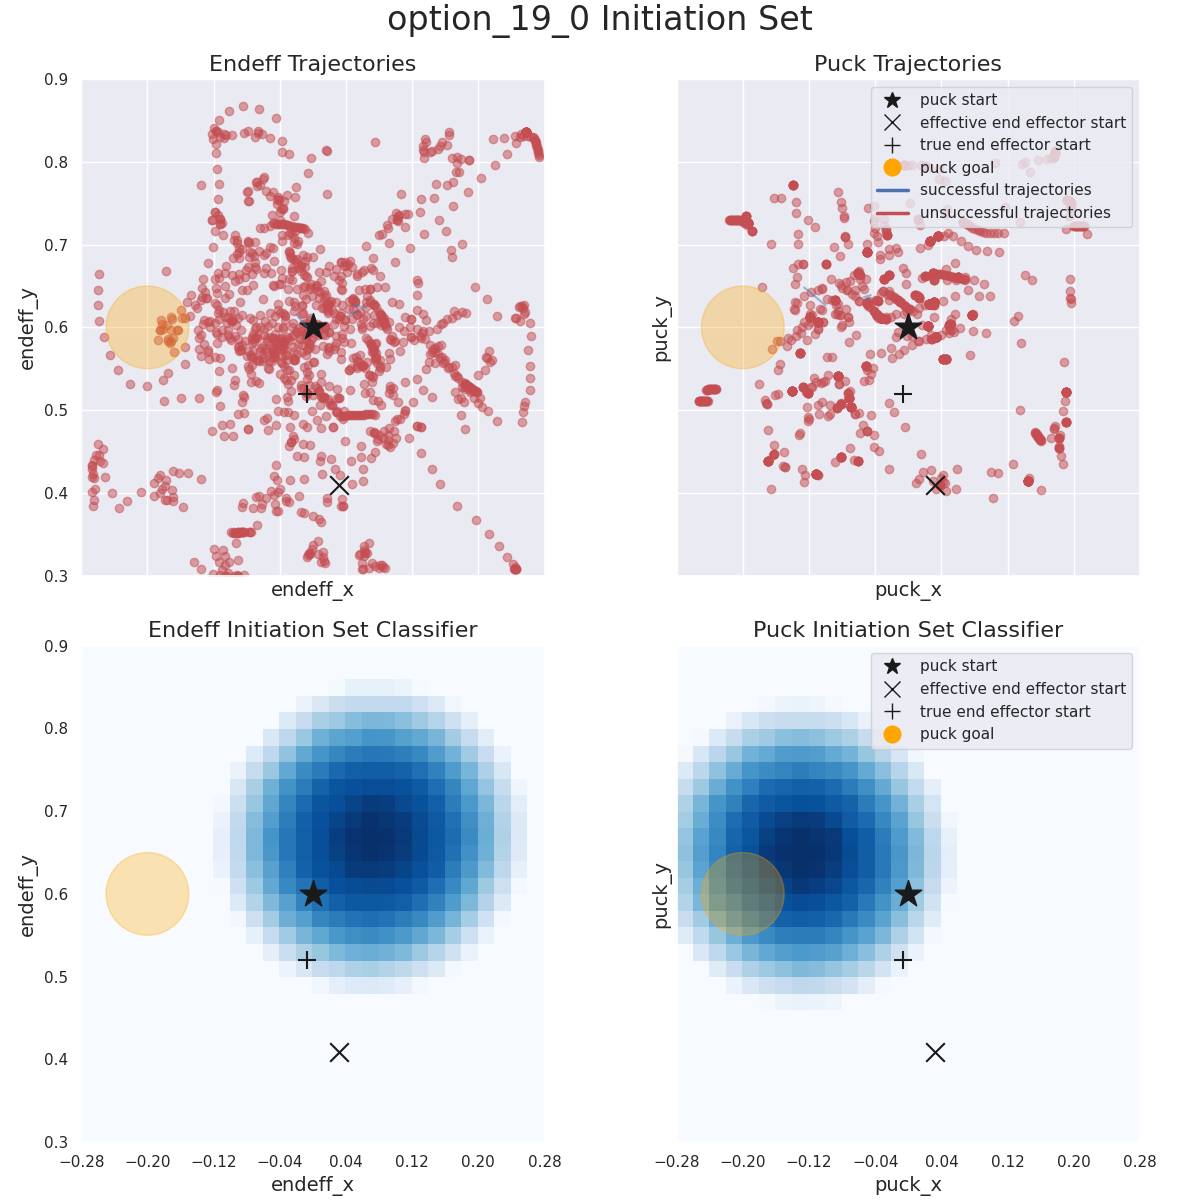 option_19_0 Initiation Set
Endeff Trajectories
Puck Trajectories
0.9
0.8
0.7
0.6
0.5
0.4
0.3
endeff_y
endeff_x
puck_y
puck_x
puck start
effective end effector start
true end effector start
puck goal
successful trajectories
unsuccessful trajectories
Endeff Initiation Set Classifier
Puck Initiation Set Classifier
0.9
0.8
0.7
0.6
0.5
0.4
0.3
endeff_y
−0.28 −0.20 −0.12 −0.04 0.04 0.12 0.20 0.28
endeff_x
puck_y
puck start
effective end effector start
true end effector start
puck goal
−0.28 −0.20 −0.12 −0.04 0.04 0.12 0.20 0.28
puck_x